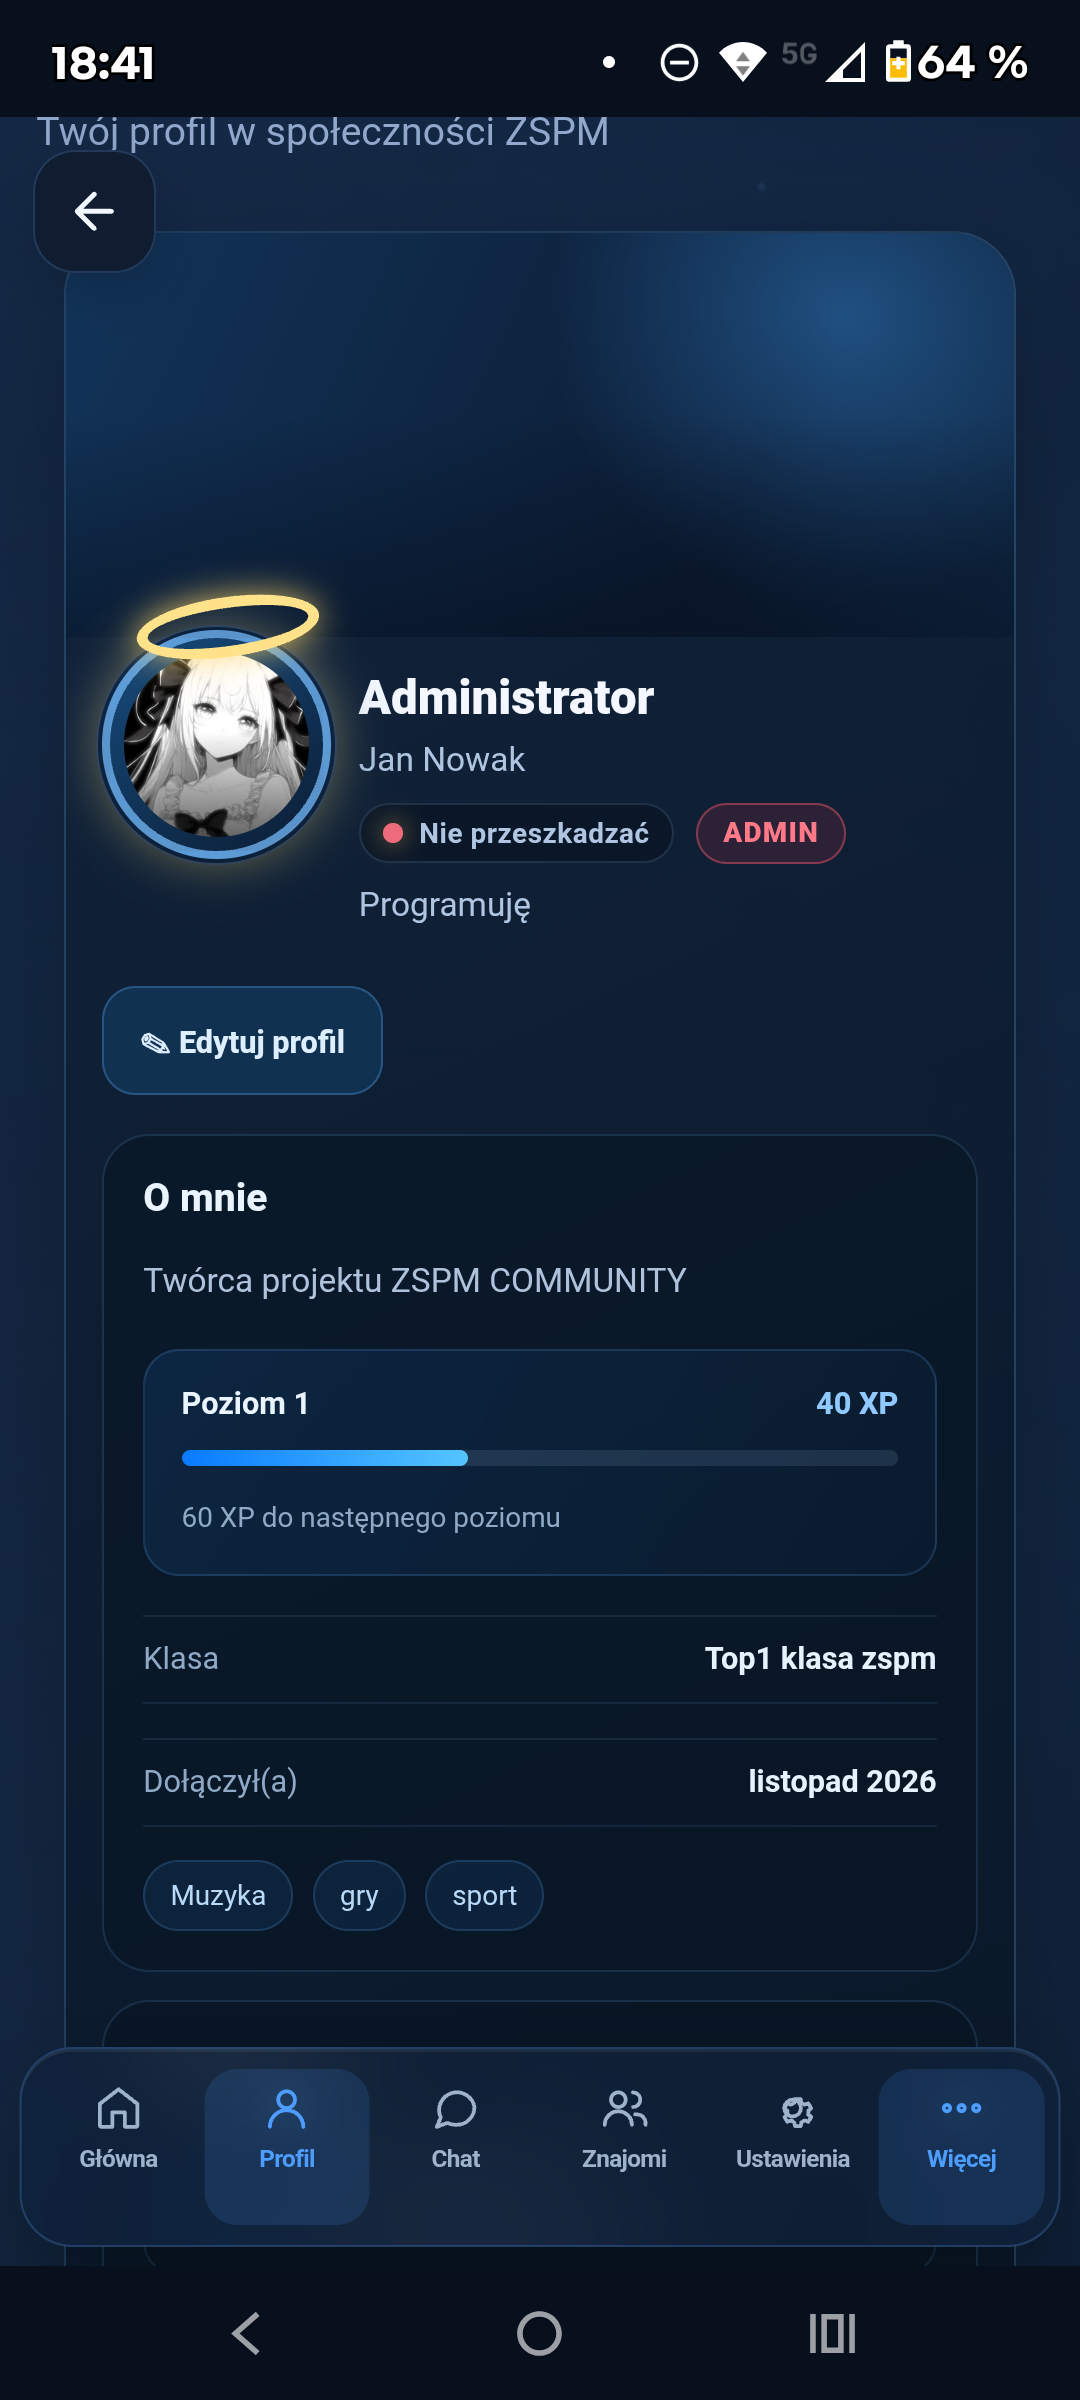 18:41
5G
64 %
Twój profil w społeczności ZSPM
Administrator
Jan Nowak
Nie przeszkadzać
ADMIN
Programuję
✎ Edytuj profil
O mnie
Twórca projektu ZSPM COMMUNITY
Poziom 1
40 XP
60 XP do następnego poziomu
Klasa
Top1 klasa zspm
Dołączył(a)
listopad 2026
Muzyka
gry
sport
Główna
Profil
Chat
Znajomi
Ustawienia
Więcej